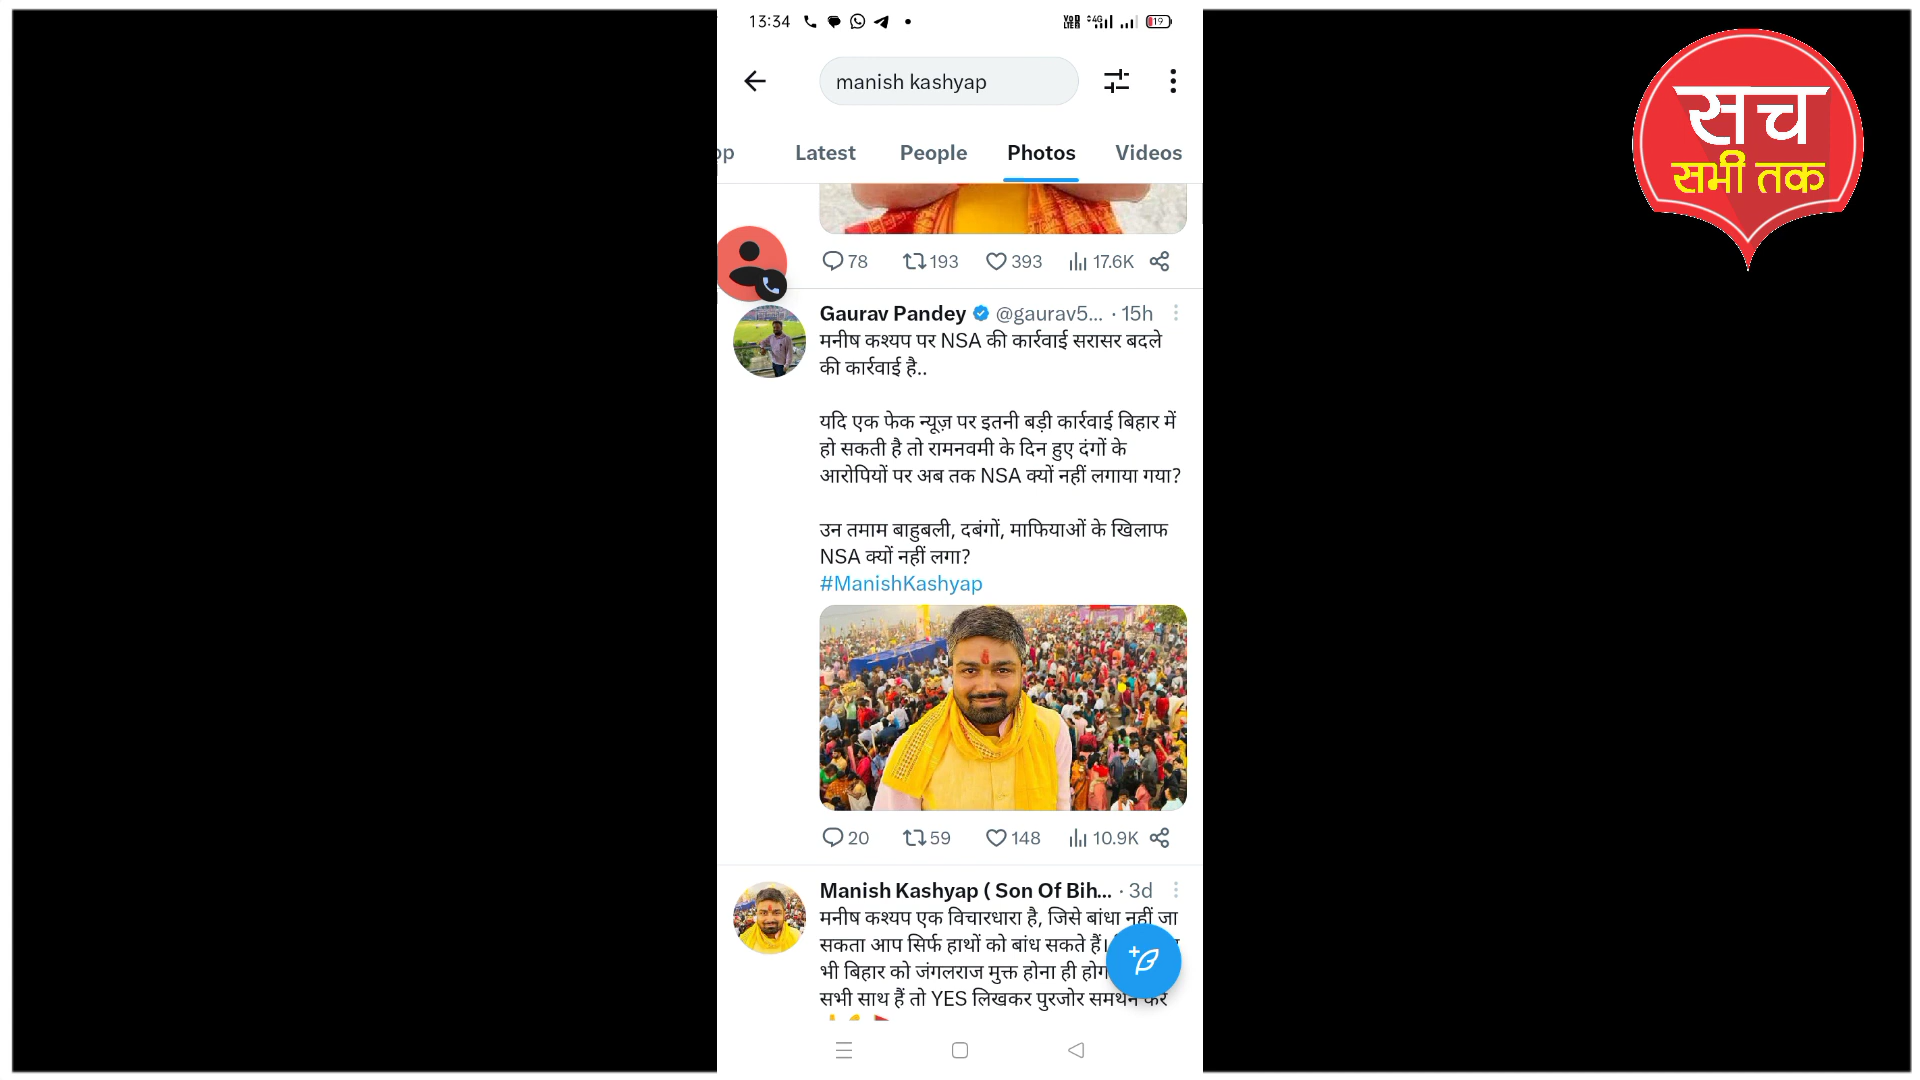 13:34
19
manish kashyap
op Latest People Photos Videos
78 193 393 17.6K
Gaurav Pandey @gaurav5... · 15h
मनीष कश्यप पर NSA की कार्रवाई सरासर बदले
की कार्रवाई है..
यदि एक फेक न्यूज़ पर इतनी बड़ी कार्रवाई बिहार में
हो सकती है तो रामनवमी के दिन हुए दंगों के
आरोपियों पर अब तक NSA क्यों नहीं लगाया गया?
उन तमाम बाहुबली, दबंगों, माफियाओं के खिलाफ
NSA क्यों नहीं लगा?
#ManishKashyap
20 59 148 10.9K
Manish Kashyap ( Son Of Bih... · 3d
मनीष कश्यप एक विचारधारा है, जिसे बांधा नहीं जा
सकता आप सिर्फ हाथों को बांध सकते हैं।
भी बिहार को जंगलराज मुक्त होना ही
सभी साथ हैं तो YES लिखकर पुरजोर समर्थन करें
सच
सभी तक